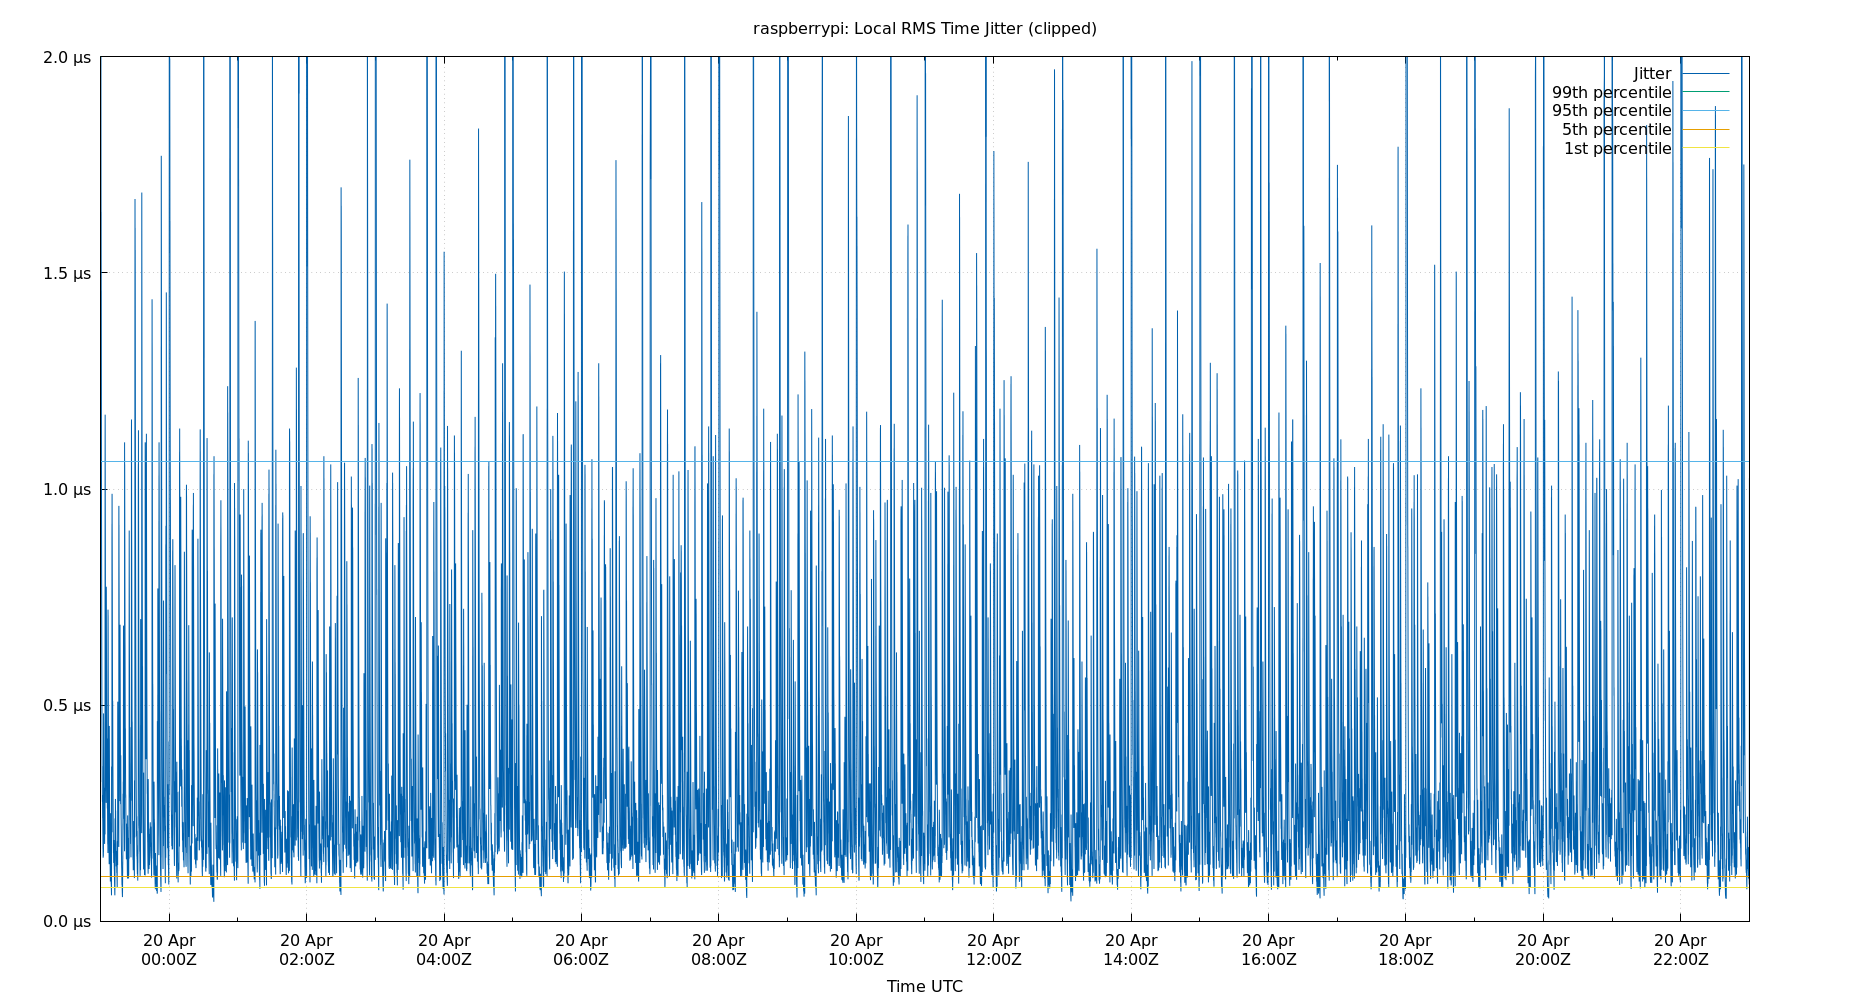 raspberrypi: Local RMS Time Jitter (clipped)
2.0 µs
1.5 µs
1.0 µs
0.5 µs
0.0 µs
Jitter
99th percentile
95th percentile
5th percentile
1st percentile
20 Apr 20 Apr 20 Apr 20 Apr 20 Apr 20 Apr 20 Apr 20 Apr 20 Apr 20 Apr 20 Apr 20 Apr
00:00Z 02:00Z 04:00Z 06:00Z 08:00Z 10:00Z 12:00Z 14:00Z 16:00Z 18:00Z 20:00Z 22:00Z
Time UTC